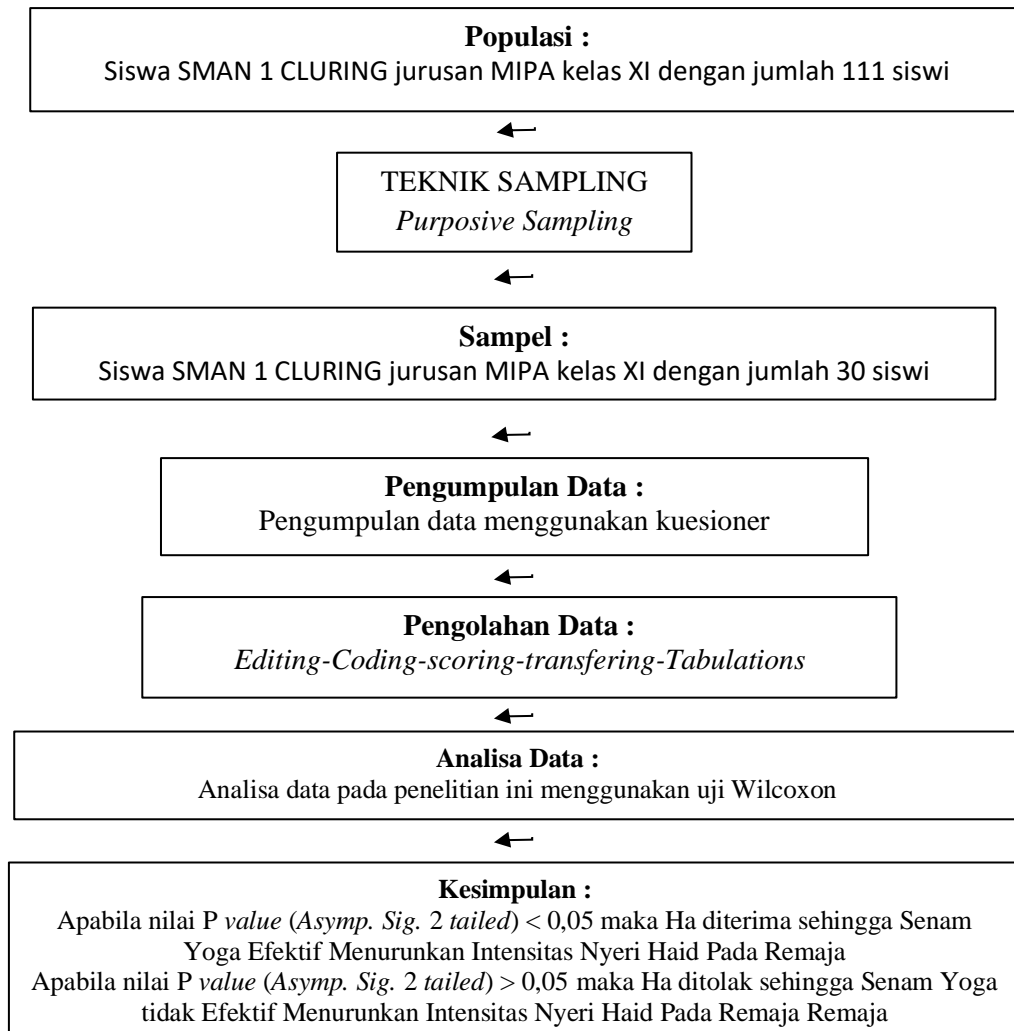 Populasi :
Siswa SMAN 1 CLURING jurusan MIPA kelas XI dengan jumlah 111 siswi
TEKNIK SAMPLING
Purposive Sampling
Sampel :
Siswa SMAN 1 CLURING jurusan MIPA kelas XI dengan jumlah 30 siswi
Pengumpulan Data :
Pengumpulan data menggunakan kuesioner
Pengolahan Data :
Editing-Coding-scoring-transfering-Tabulations
Analisa Data :
Analisa data pada penelitian ini menggunakan uji Wilcoxon
Kesimpulan :
Apabila nilai P value (Asymp. Sig. 2 tailed) < 0,05 maka Ha diterima sehingga Senam
Yoga Efektif Menurunkan Intensitas Nyeri Haid Pada Remaja
Apabila nilai P value (Asymp. Sig. 2 tailed) > 0,05 maka Ha ditolak sehingga Senam Yoga
tidak Efektif Menurunkan Intensitas Nyeri Haid Pada Remaja Remaja